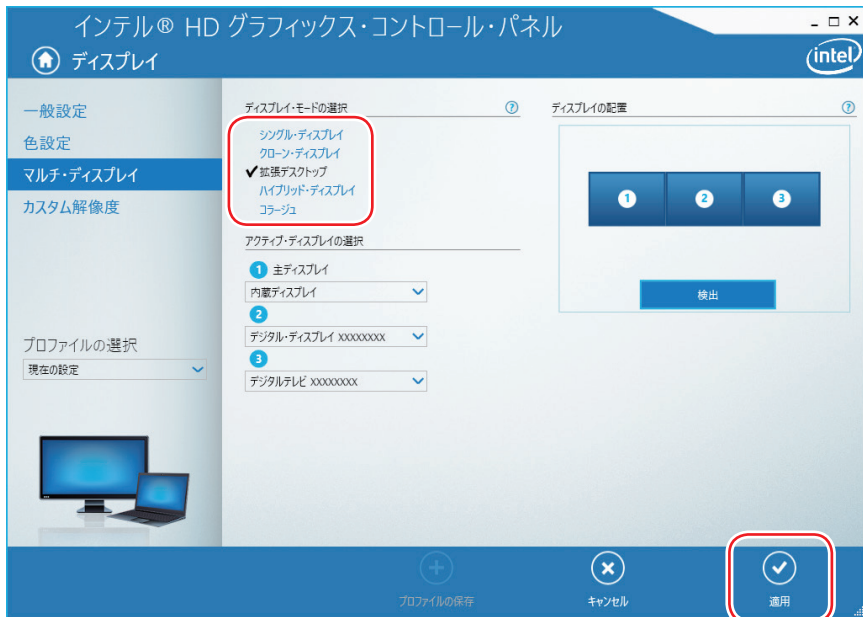 インテル® HD グラフィックス・コントロール・パネル
ディスプレイ
intel
一般設定
色設定
マルチ・ディスプレイ
カスタム解像度
プロファイルの選択
現在の設定
ディスプレイ・モードの選択
シングル・ディスプレイ
クローン・ディスプレイ
✔拡張デスクトップ
ハイブリッド・ディスプレイ
コラージュ
アクティブ・ディスプレイの選択
1 主ディスプレイ
内蔵ディスプレイ
2
デジタル・ディスプレイ xxxxxxxx
3
デジタルテレビ xxxxxxxx
ディスプレイの配置
1 2 3
検出
プロファイルの保存
キャンセル
適用